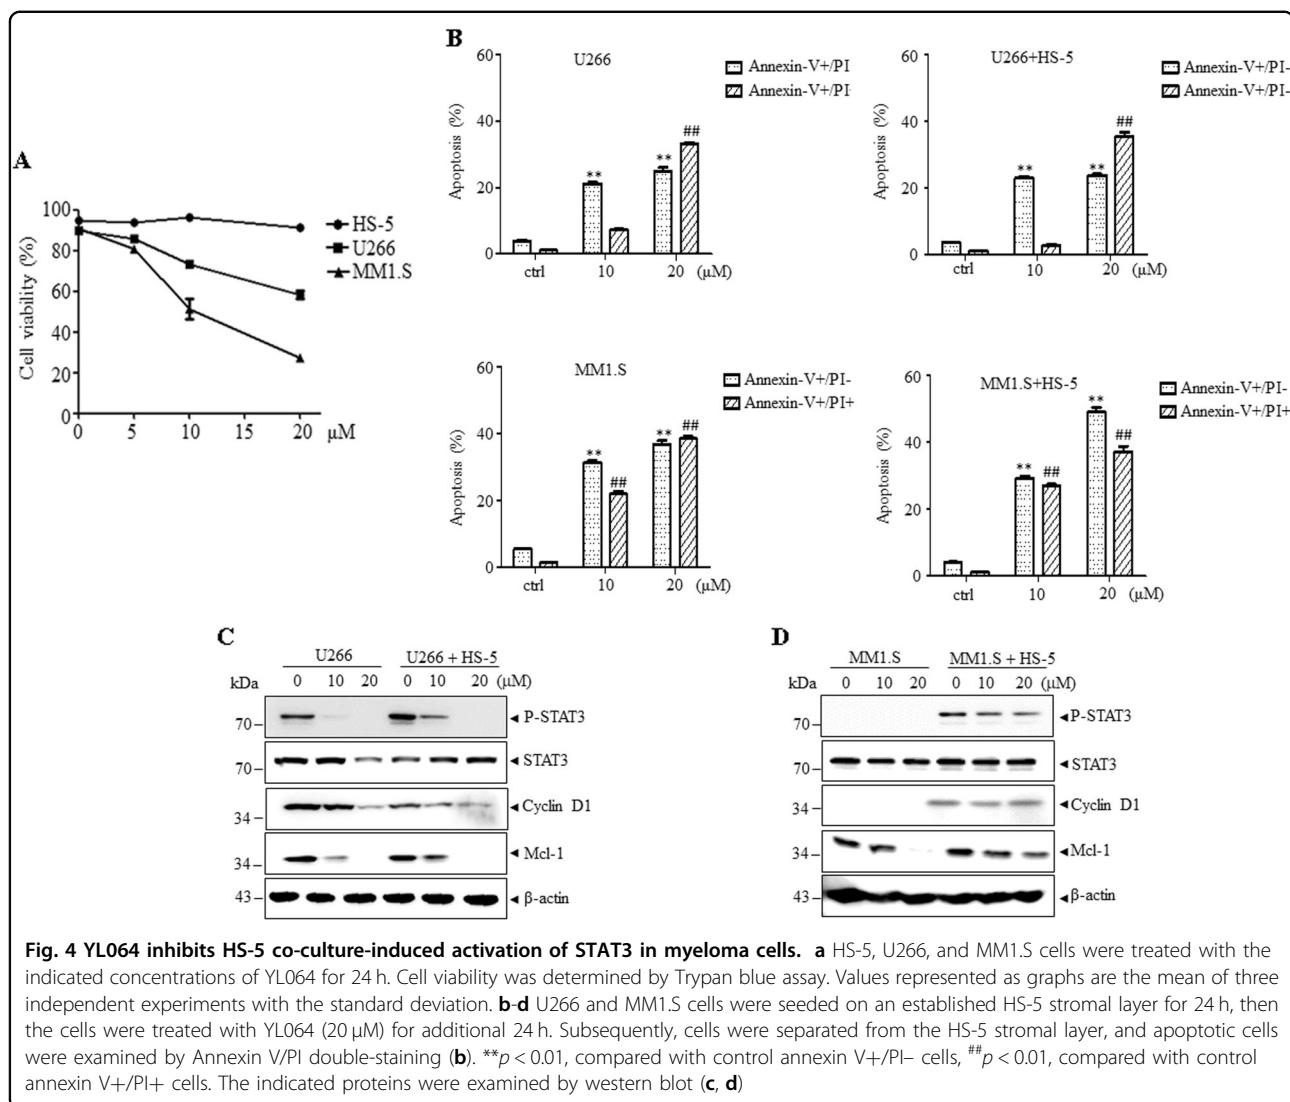 B
60
40
20
0
Apoptosis (%)
U266
Annexin-V+/PI
Annexin-V+/PI
**
**
##
ctrl
10
20
(µM)
60
40
20
0
Apoptosis (%)
U266+HS-5
Annexin-V+/PI-
Annexin-V+/PI-
**
**
##
ctrl
10
20
(µM)
A
100
80
60
40
20
0
Cell viability (%)
HS-5
U266
MM1.S
0
5
10
15
20
µM
60
40
20
0
Apoptosis (%)
MM1.S
Annexin-V+/PI-
Annexin-V+/PI+
**
##
**
##
ctrl
10
20
(µM)
60
40
20
0
Apoptosis (%)
MM1.S+HS-5
Annexin-V+/PI-
Annexin-V+/PI+
**
##
**
##
ctrl
10
20
(µM)
C
U266
U266 + HS-5
kDa
0 10 20 0 10 20 (µM)
70
P-STAT3
70
STAT3
34
Cyclin D1
34
Mcl-1
43
β-actin
D
MM1.S
MM1.S + HS-5
kDa
0 10 20 0 10 20 (µM)
70
P-STAT3
70
STAT3
34
Cyclin D1
34
Mcl-1
43
β-actin
Fig. 4 YL064 inhibits HS-5 co-culture-induced activation of STAT3 in myeloma cells. a HS-5, U266, and MM1.S cells were treated with the
indicated concentrations of YL064 for 24 h. Cell viability was determined by Trypan blue assay. Values represented as graphs are the mean of three
independent experiments with the standard deviation. b-d U266 and MM1.S cells were seeded on an established HS-5 stromal layer for 24 h, then
the cells were treated with YL064 (20 µM) for additional 24 h. Subsequently, cells were separated from the HS-5 stromal layer, and apoptotic cells
were examined by Annexin V/PI double-staining (b). **p < 0.01, compared with control annexin V+/PI– cells, ##p < 0.01, compared with control
annexin V+/PI+ cells. The indicated proteins were examined by western blot (c, d)